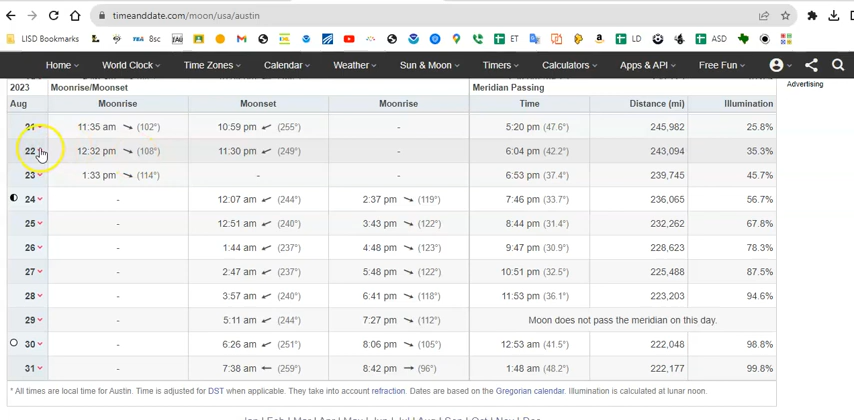 timeanddate.com/moon/usa/austin
LISD Bookmarks TEA 8sc ET LD ASD
Home World Clock Time Zones Calendar Weather Sun & Moon Timers Calculators Apps & API Free Fun
2023 Moonrise/Moonset Meridian Passing Advertising
Aug Moonrise Moonset Moonrise Time Distance (mi) Illumination
21 11:35 am (102°) 10:59 pm (255°) - 5:20 pm (47.6°) 245,982 25.8%
22 12:32 pm (108°) 11:30 pm (249°) - 6:04 pm (42.2°) 243,094 35.3%
23 1:33 pm (114°) - - 6:53 pm (37.4°) 239,745 45.7%
24 - 12:07 am (244°) 2:37 pm (119°) 7:46 pm (33.7°) 236,065 56.7%
25 - 12:51 am (240°) 3:43 pm (122°) 8:44 pm (31.4°) 232,262 67.8%
26 - 1:44 am (237°) 4:48 pm (123°) 9:47 pm (30.9°) 228,623 78.3%
27 - 2:47 am (237°) 5:48 pm (122°) 10:51 pm (32.5°) 225,488 87.5%
28 - 3:57 am (240°) 6:41 pm (118°) 11:53 pm (36.1°) 223,203 94.6%
29 - 5:11 am (244°) 7:27 pm (112°) Moon does not pass the meridian on this day.
30 - 6:26 am (251°) 8:06 pm (105°) 12:53 am (41.5°) 222,048 98.8%
31 - 7:38 am (259°) 8:42 pm (96°) 1:48 am (48.2°) 222,177 99.8%
* All times are local time for Austin. Time is adjusted for DST when applicable. They take into account refraction. Dates are based on the Gregorian calendar. Illumination is calculated at lunar noon.
Jan | Feb | Mar | Apr | May | Jun | Jul | Aug | Sep | Oct | Nov | Dec